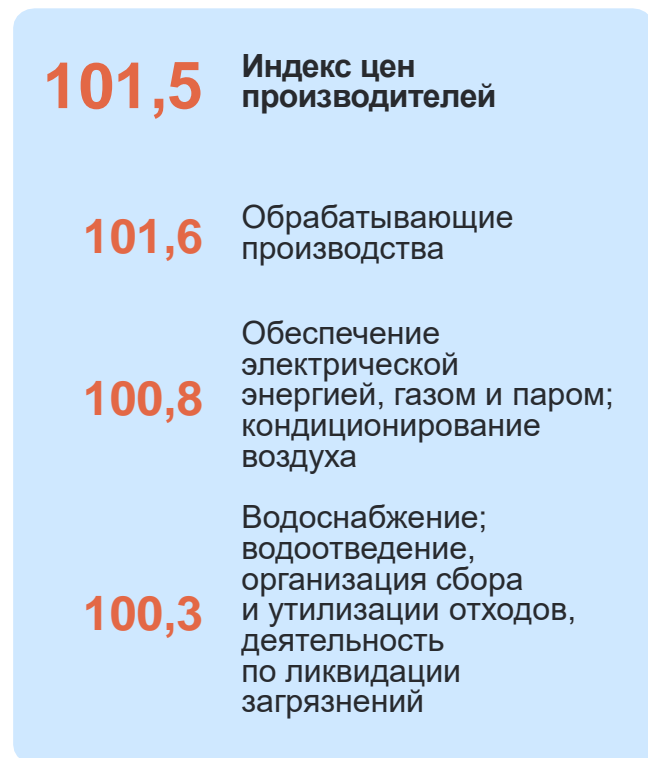 101,5
Индекс цен
производителей
101,6
Обрабатывающие
производства
100,8
Обеспечение
электрической
энергией, газом и паром;
кондиционирование
воздуха
100,3
Водоснабжение;
водоотведение,
организация сбора
и утилизации отходов,
деятельность
по ликвидации
загрязнений